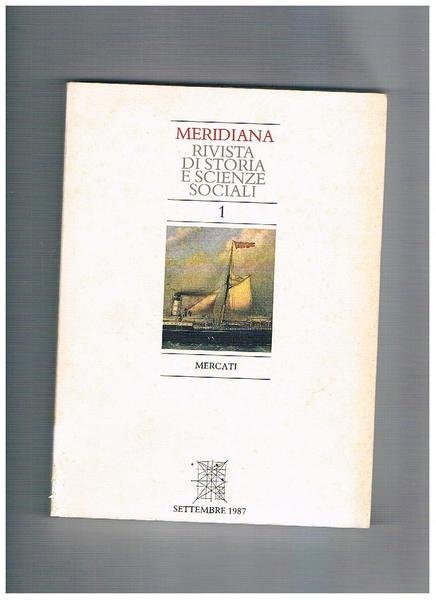 MERIDIANA
RIVISTA
DI STORIA
E SCIENZE
SOCIALI
1
MERCATI
SETTEMBRE 1987